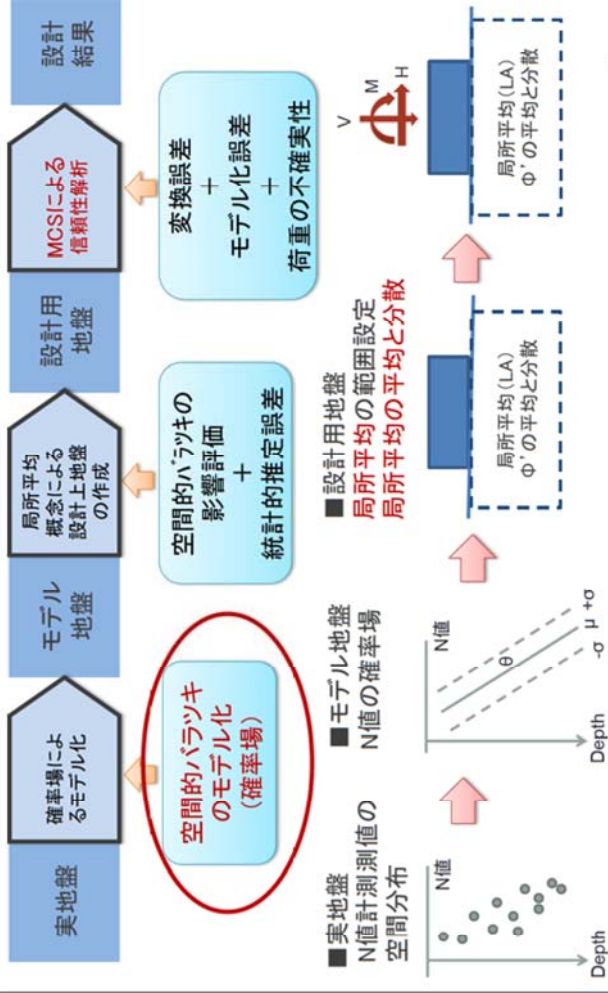 実地盤
確率場によ
るモデル化
モデル
地盤
局所平均
概念による
設計上地盤
の作成
設計用
地盤
MCSによる
信頼性解析
設計
結果
空間的バラツキ
のモデル化
(確率場)
空間的バラツキの
影響評価
+
統計的推定誤差
変換誤差
+
モデル化誤差
+
荷重の不確実性
■実地盤
N値計測測値の
空間分布
N値
Depth
■モデル地盤
N値の確率場
N値
θ
-σ
μ
+σ
Depth
■設計用地盤
局所平均の範囲設定
局所平均の平均と分散
局所平均(LA)
Φ'の平均と分散
V
M
H
局所平均(LA)
Φ'の平均と分散